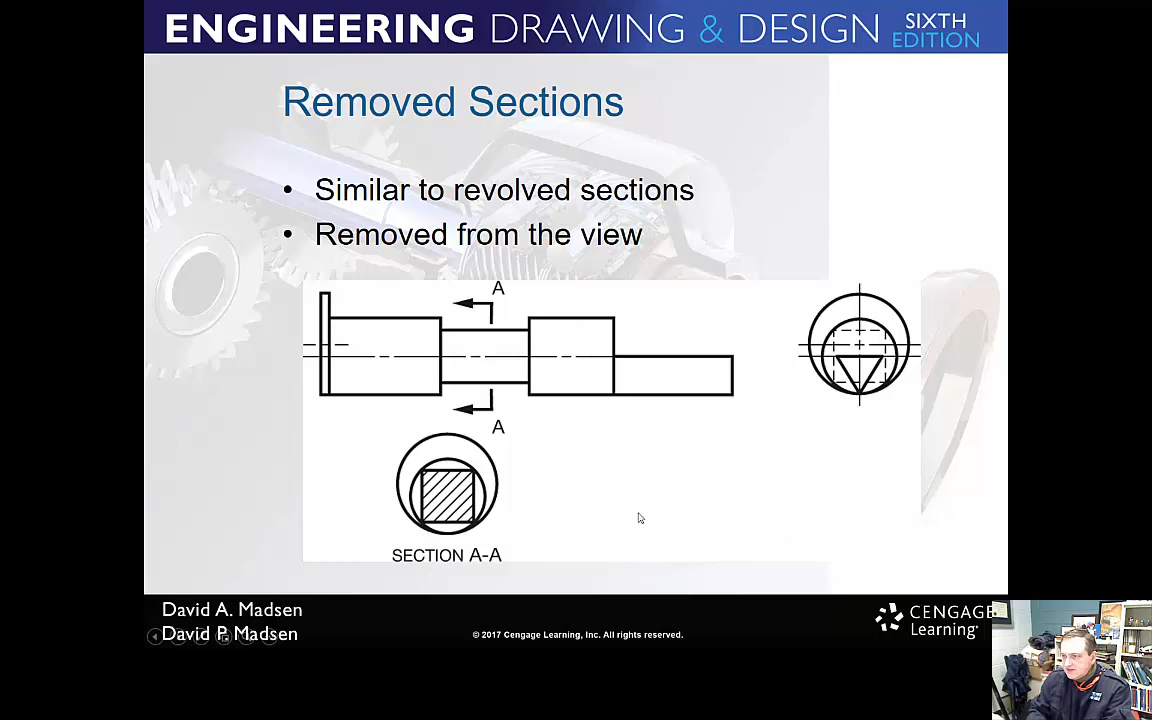 ENGINEERING DRAWING & DESIGN SIXTH EDITION
Removed Sections
• Similar to revolved sections
• Removed from the view
A
A
SECTION A-A
David A. Madsen
David P. Madsen
© 2017 Cengage Learning, Inc. All rights reserved.
CENGAGE
Learning®